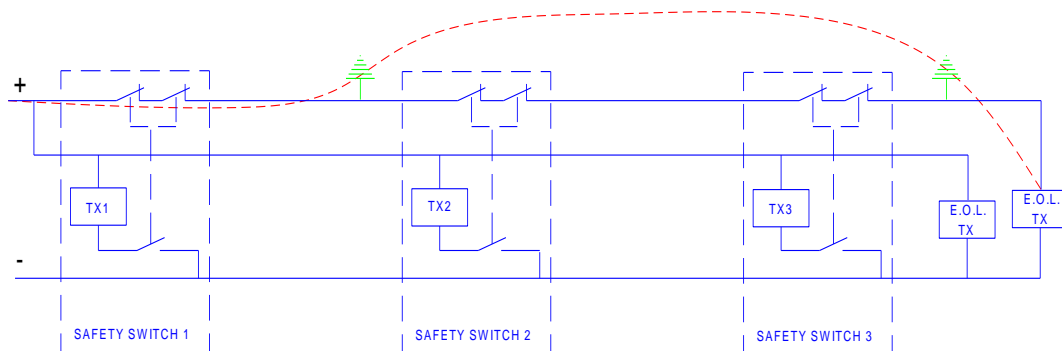 +
TX1
TX2
TX3
E.O.L.
TX
E.O.L.
TX
-
SAFETY SWITCH 1
SAFETY SWITCH 2
SAFETY SWITCH 3